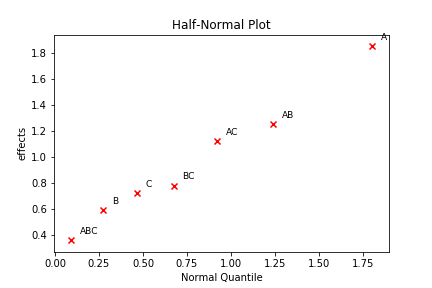 Half-Normal Plot
A
1.8
1.6
1.4
AB
1.2
AC
1.0
effects
C
BC
0.8
B
0.6
ABC
0.4
0.00 0.25 0.50 0.75 1.00 1.25 1.50 1.75
Normal Quantile